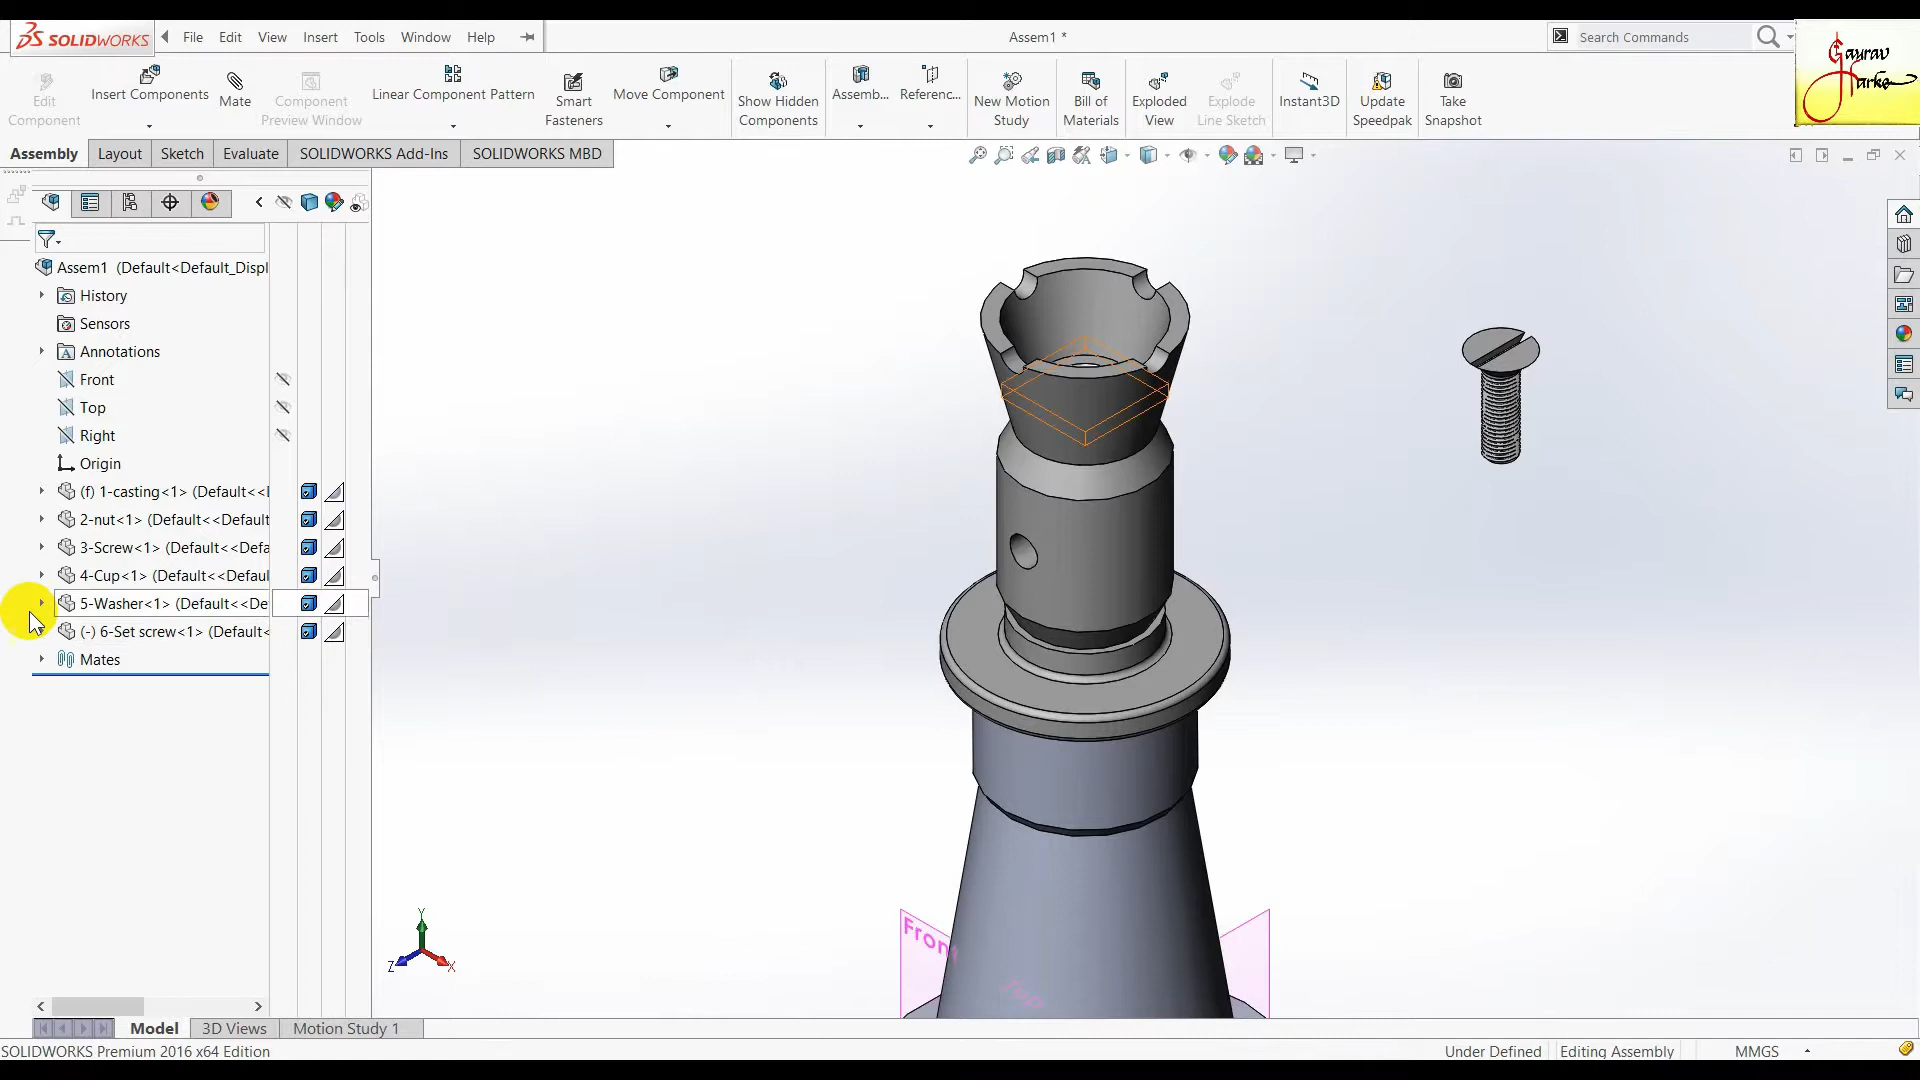 SOLIDWORKS File Edit View Insert Tools Window Help Assem1 * Search Commands
Gaurav
Edit Component Insert Components Mate Component Preview Window Linear Component Pattern Smart Fasteners Move Component Show Hidden Components Assemb... Referenc... New Motion Study Bill of Materials Exploded View Explode Line Sketch Instant3D Update Speedpak Take Snapshot
Assembly Layout Sketch Evaluate SOLIDWORKS Add-Ins SOLIDWORKS MBD
Assem1 (Default<Default_Displ
History
Sensors
Annotations
Front
Top
Right
Origin
(f) 1-casting<1> (Default<<I
2-nut<1> (Default<<Default
3-Screw<1> (Default<<Defa
4-Cup<1> (Default<<Defaul
5-Washer<1> (Default<<De
(-) 6-Set screw<1> (Default<
Mates
Front
Top
Y
Z
X
Model 3D Views Motion Study 1
SOLIDWORKS Premium 2016 x64 Edition Under Defined Editing Assembly MMGS